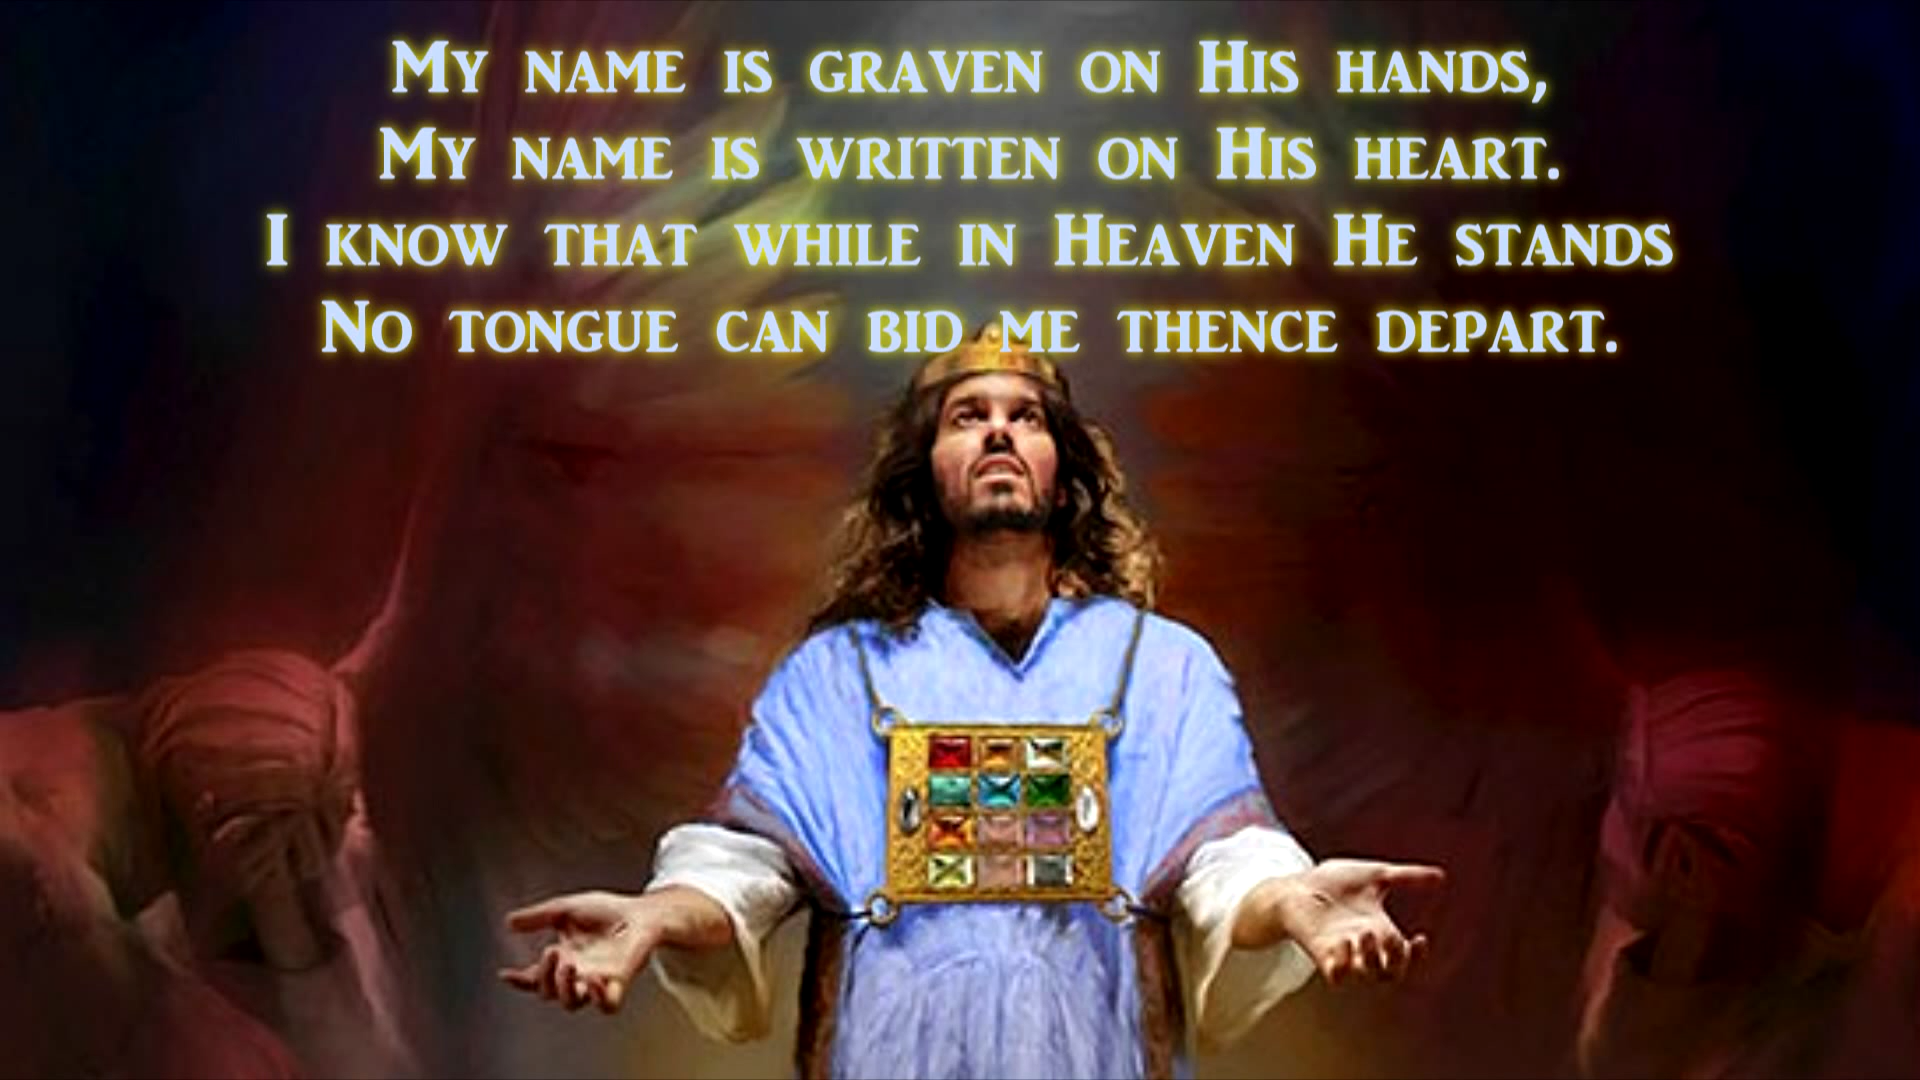 My name is graven on His hands,
My name is written on His heart.
I know that while in Heaven He stands
No tongue can bid me thence depart.